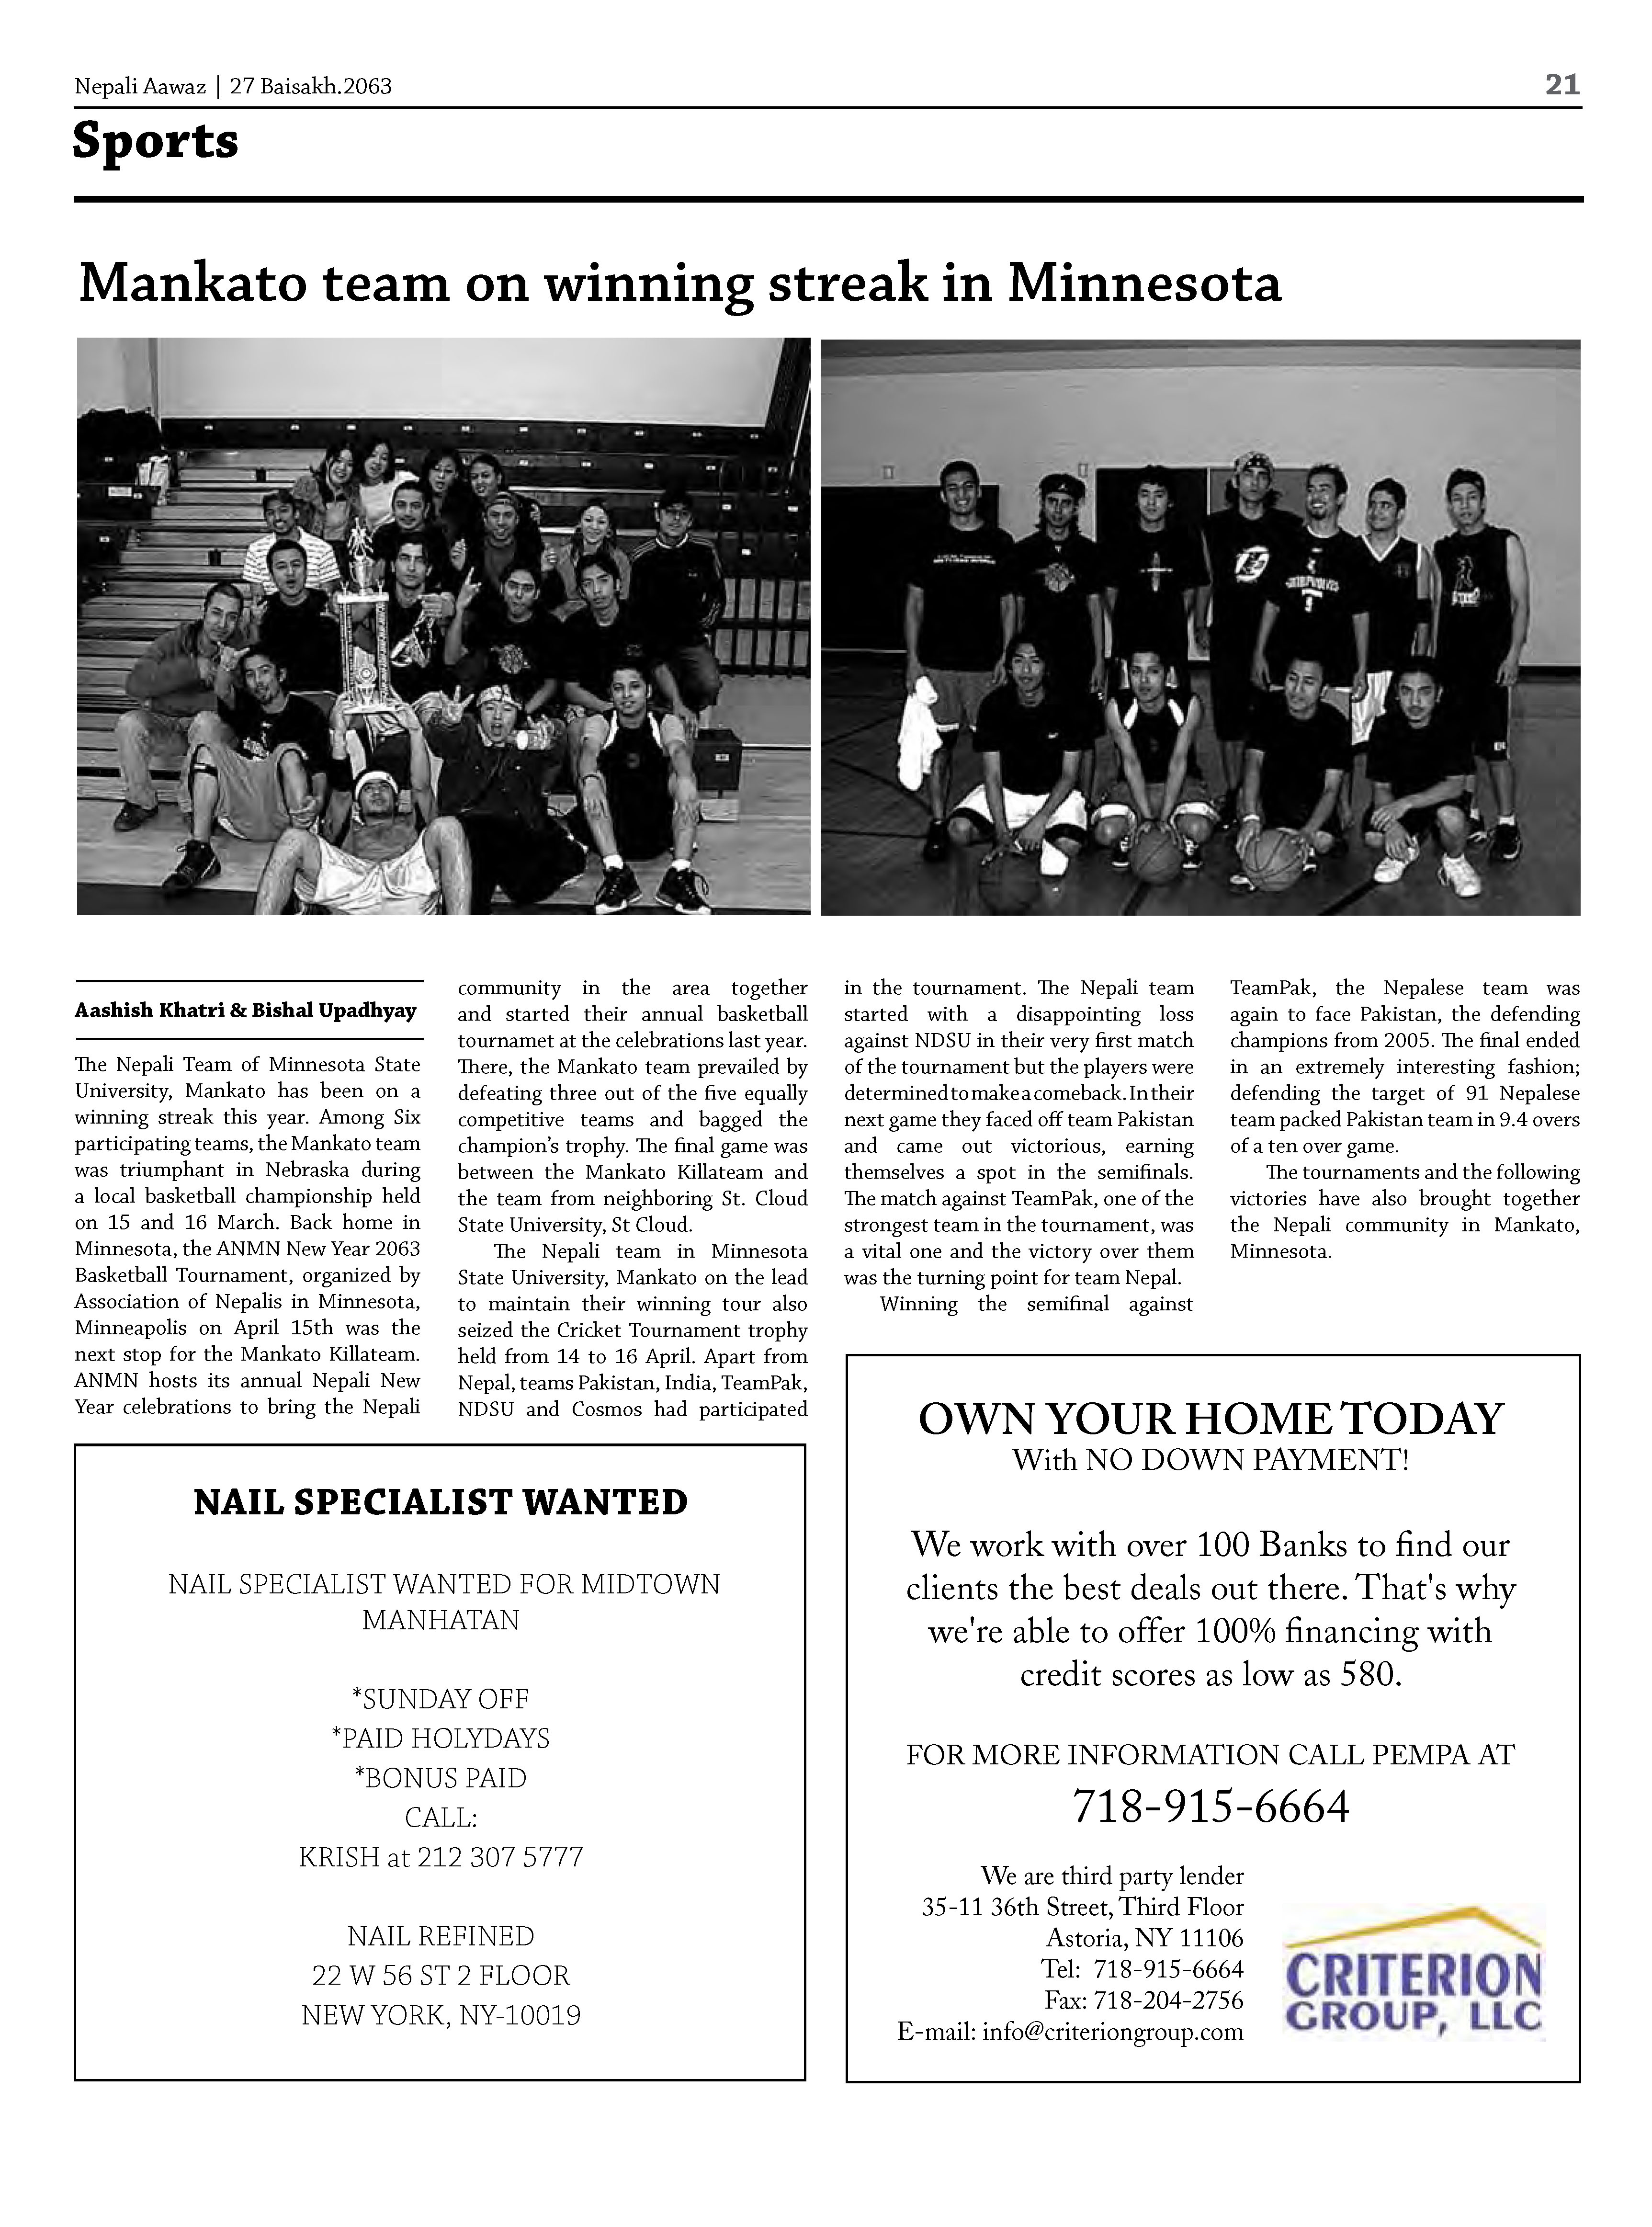 Nepali Aawaz | 27 Baisakh.2063
21
Sports
Mankato team on winning streak in Minnesota
Aashish Khatri & Bishal Upadhyay
The Nepali Team of Minnesota State
University, Mankato has been on a
winning streak this year. Among Six
participating teams, the Mankato team
was triumphant in Nebraska during
a local basketball championship held
on 15 and 16 March. Back home in
Minnesota, the ANMN New Year 2063
Basketball Tournament, organized by
Association of Nepalis in Minnesota,
Minneapolis on April 15th was the
next stop for the Mankato Killateam.
ANMN hosts its annual Nepali New
Year celebrations to bring the Nepali
community in the area together
and started their annual basketball
tournamet at the celebrations last year.
There, the Mankato team prevailed by
defeating three out of the five equally
competitive teams and bagged the
champion’s trophy. The final game was
between the Mankato Killateam and
the team from neighboring St. Cloud
State University, St Cloud.
The Nepali team in Minnesota
State University, Mankato on the lead
to maintain their winning tour also
seized the Cricket Tournament trophy
held from 14 to 16 April. Apart from
Nepal, teams Pakistan, India, TeamPak,
NDSU and Cosmos had participated
in the tournament. The Nepali team
started with a disappointing loss
against NDSU in their very first match
of the tournament but the players were
determined to make a comeback. In their
next game they faced off team Pakistan
and came out victorious, earning
themselves a spot in the semifinals.
The match against TeamPak, one of the
strongest team in the tournament, was
a vital one and the victory over them
was the turning point for team Nepal.
Winning the semifinal against
TeamPak, the Nepalese team was
again to face Pakistan, the defending
champions from 2005. The final ended
in an extremely interesting fashion;
defending the target of 91 Nepalese
team packed Pakistan team in 9.4 overs
of a ten over game.
The tournaments and the following
victories have also brought together
the Nepali community in Mankato,
Minnesota.
NAIL SPECIALIST WANTED
NAIL SPECIALIST WANTED FOR MIDTOWN
MANHATAN
*SUNDAY OFF
*PAID HOLYDAYS
*BONUS PAID
CALL:
KRISH at 212 307 5777
NAIL REFINED
22 W 56 ST 2 FLOOR
NEW YORK, NY-10019
OWN YOUR HOME TODAY
With NO DOWN PAYMENT!
We work with over 100 Banks to find our
clients the best deals out there. That's why
we're able to offer 100% financing with
credit scores as low as 580.
FOR MORE INFORMATION CALL PEMPA AT
718-915-6664
We are third party lender
35-11 36th Street, Third Floor
Astoria, NY 11106
Tel: 718-915-6664
Fax: 718-204-2756
E-mail: info@criteriongroup.com
CRITERION
GROUP, LLC